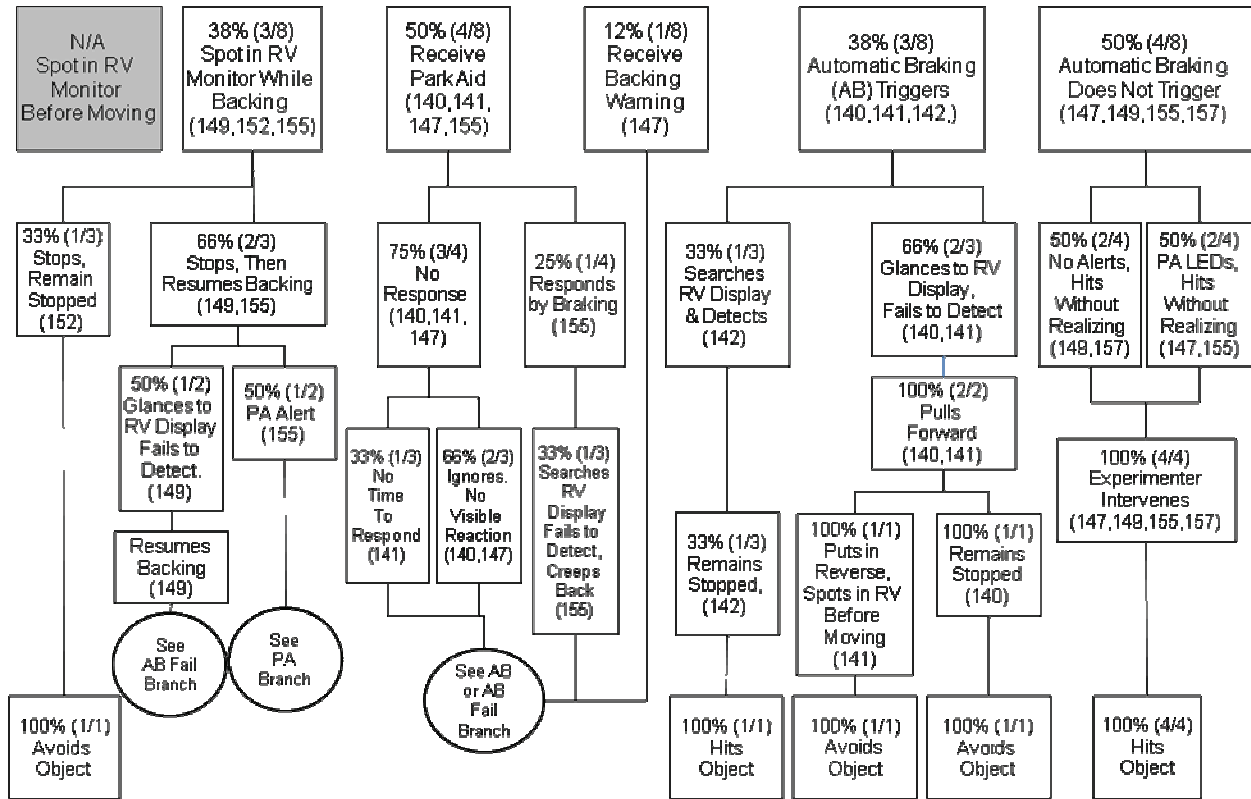 N/A
Spot in RV
Monitor
Before Moving
38% (3/8)
Spot in RV
Monitor While
Backing
(149,152,155)
50% (4/8)
Receive
Park Aid
(140,141,
147,155)
12% (1/8)
Receive
Backing
Warning
(147)
38% (3/8)
Automatic Braking
(AB) Triggers
(140,141,142,)
50% (4/8)
Automatic Braking
Does Not Trigger
(147,149,155,157)
33% (1/3)
Stops,
Remain
Stopped
(152)
66% (2/3)
Stops, Then
Resumes Backing
(149,155)
75% (3/4)
No
Response
(140,141,
147)
25% (1/4)
Responds
by Braking
(155)
33% (1/3)
Searches
RV Display
& Detects
(142)
66% (2/3)
Glances to RV
Display,
Fails to Detect
(140,141)
50% (2/4)
No Alerts,
Hits
Without
Realizing
(149,157)
50% (2/4)
PA LEDs,
Hits
Without
Realizing
(147,155)
50% (1/2)
Glances to
RV Display
Fails to
Detect.
(149)
50% (1/2)
PA Alert
(155)
100% (2/2)
Pulls
Forward
(140,141)
33% (1/3)
No
Time
To
Respond
(141)
66% (2/3)
Ignores.
No
Visible
Reaction
(140,147)
33% (1/3)
Searches
RV
Display
Fails to
Detect,
Creeps
Back
(155)
100% (4/4)
Experimenter
Intervenes
(147,149,155,157)
Resumes
Backing
(149)
33% (1/3)
Remains
Stopped,
(142)
100% (1/1)
Puts in
Reverse,
Spots in RV
Before
Moving
(141)
100% (1/1)
Remains
Stopped
(140)
See
AB Fail
Branch
See
PA
Branch
See AB
or AB
Fail
Branch
100% (1/1)
Avoids
Object
100% (1/1)
Hits
Object
100% (1/1)
Avoids
Object
100% (1/1)
Avoids
Object
100% (4/4)
Hits
Object